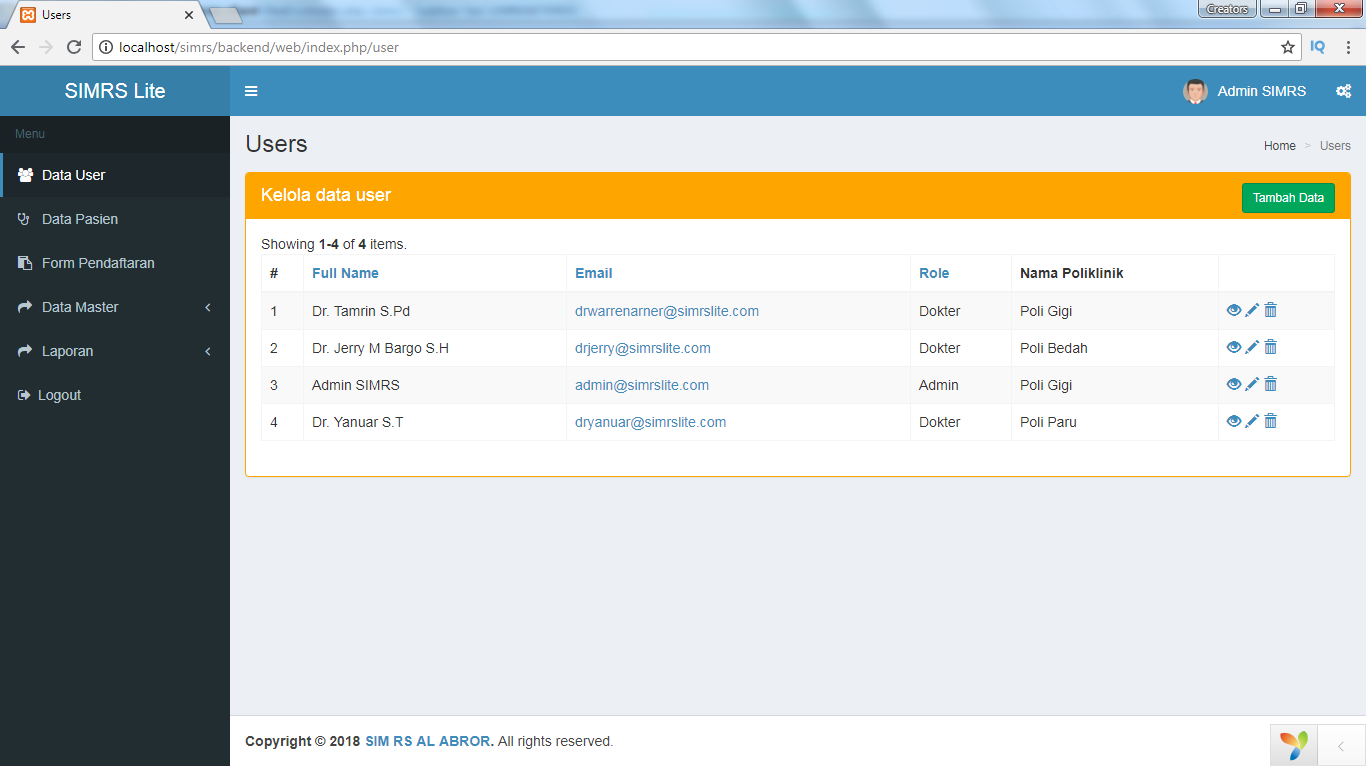 Users
Creators
localhost/simrs/backend/web/index.php/user
IQ
SIMRS Lite
Admin SIMRS
Menu
Data User
Data Pasien
Form Pendaftaran
Data Master
Laporan
Logout
Users
Home > Users
Kelola data user
Tambah Data
Showing 1-4 of 4 items.
# Full Name Email Role Nama Poliklinik
1 Dr. Tamrin S.Pd drwarrenarner@simrslite.com Dokter Poli Gigi
2 Dr. Jerry M Bargo S.H drjerry@simrslite.com Dokter Poli Bedah
3 Admin SIMRS admin@simrslite.com Admin Poli Gigi
4 Dr. Yanuar S.T dryanuar@simrslite.com Dokter Poli Paru
Copyright © 2018 SIM RS AL ABROR. All rights reserved.